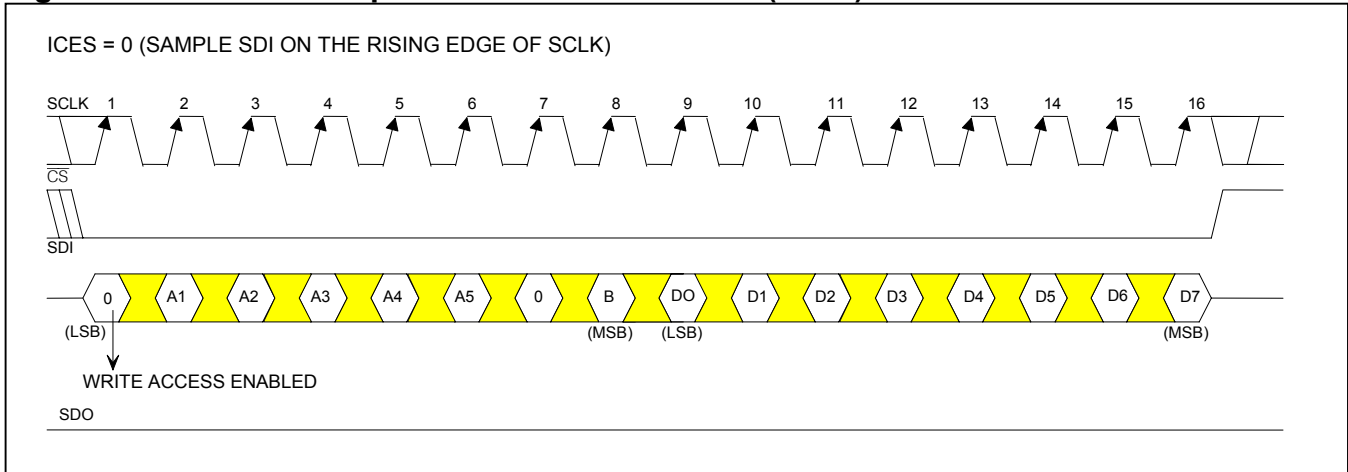 ICES = 0 (SAMPLE SDI ON THE RISING EDGE OF SCLK)
SCLK 1 2 3 4 5 6 7 8 9 10 11 12 13 14 15 16
CS
SDI
0 A1 A2 A3 A4 A5 0 B DO D1 D2 D3 D4 D5 D6 D7
(LSB) (MSB) (LSB) (MSB)
WRITE ACCESS ENABLED
SDO